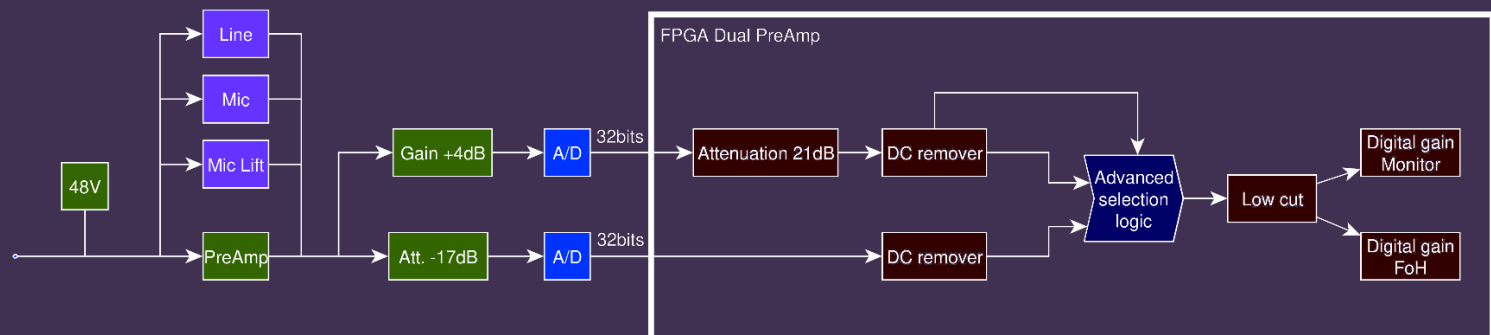 FPGA Dual PreAmp
Line
Mic
Mic Lift
48V
PreAmp
Gain +4dB
A/D
32bits
Att. -17dB
A/D
32bits
Attenuation 21dB
DC remover
DC remover
Advanced
selection
logic
Low cut
Digital gain
Monitor
Digital gain
FoH